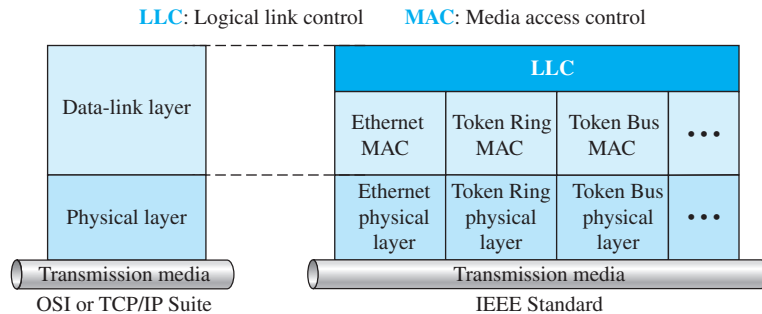 LLC: Logical link control MAC: Media access control
LLC
Data-link layer
Ethernet
MAC
Token Ring
MAC
Token Bus
MAC
•••
Physical layer
Ethernet
physical
layer
Token Ring
physical
layer
Token Bus
physical
layer
•••
Transmission media
Transmission media
OSI or TCP/IP Suite
IEEE Standard